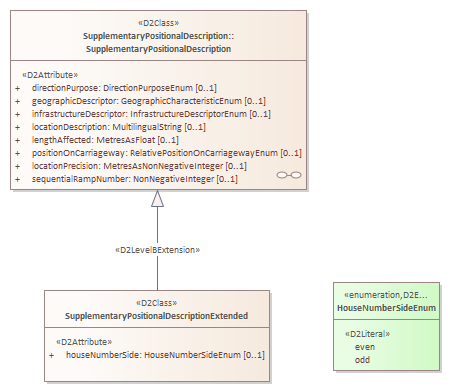 «D2Class»
SupplementaryPositionalDescription::
SupplementaryPositionalDescription
«D2Attribute»
+ directionPurpose: DirectionPurposeEnum [0..1]
+ geographicDescriptor: GeographicCharacteristicEnum [0..1]
+ infrastructureDescriptor: InfrastructureDescriptorEnum [0..1]
+ locationDescription: MultilingualString [0..1]
+ lengthAffected: MetresAsFloat [0..1]
+ positionOnCarriageway: RelativePositionOnCarriagewayEnum [0..1]
+ locationPrecision: MetresAsNonNegativeInteger [0..1]
+ sequentialRampNumber: NonNegativeInteger [0..1]
«D2LevelBExtension»
«D2Class»
SupplementaryPositionalDescriptionExtended
«D2Attribute»
+ houseNumberSide: HouseNumberSideEnum [0..1]
«enumeration,D2E...
HouseNumberSideEnum
«D2Literal»
even
odd